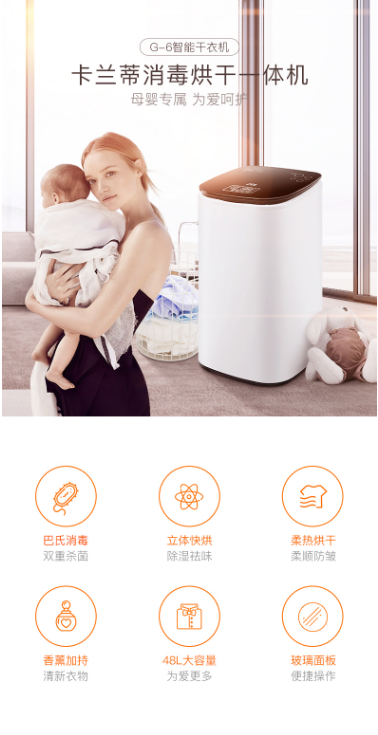 G-6智能干衣机
卡兰蒂消毒烘干一体机
母婴专属 为爱呵护
巴氏消毒
双重杀菌
立体快烘
除湿祛味
柔热烘干
柔顺防皱
香薰加持
清新衣物
48L大容量
为爱更多
玻璃面板
便捷操作